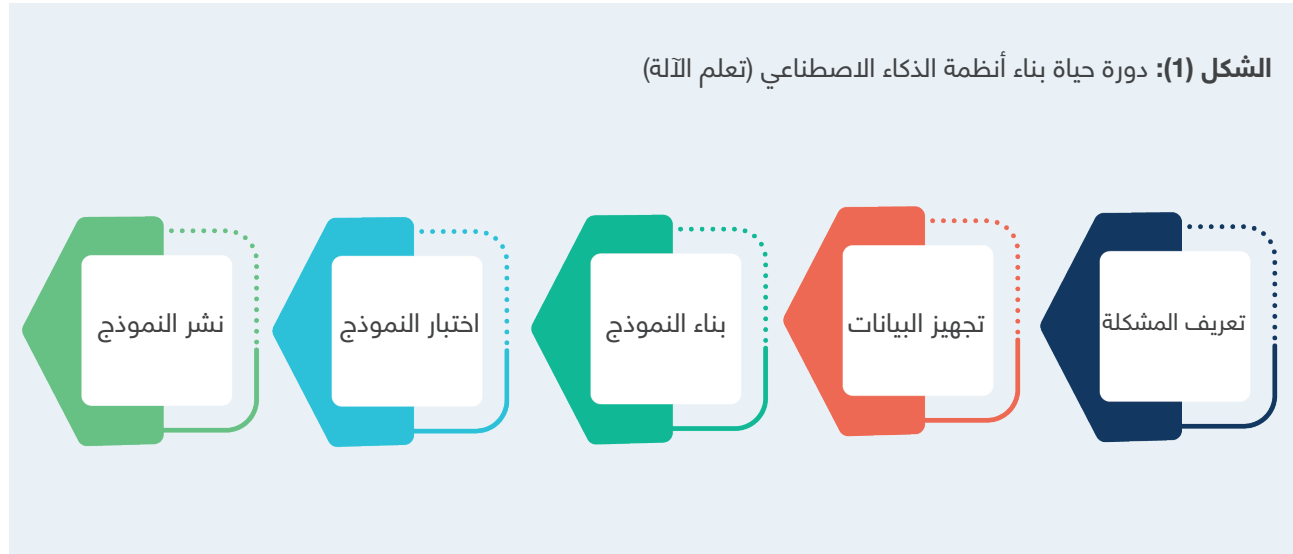 الشكل (1): دورة حياة بناء أنظمة الذكاء الاصطناعي (تعلم الآلة)
تعريف المشكلة
تجهيز البيانات
بناء النموذج
اختبار النموذج
نشر النموذج